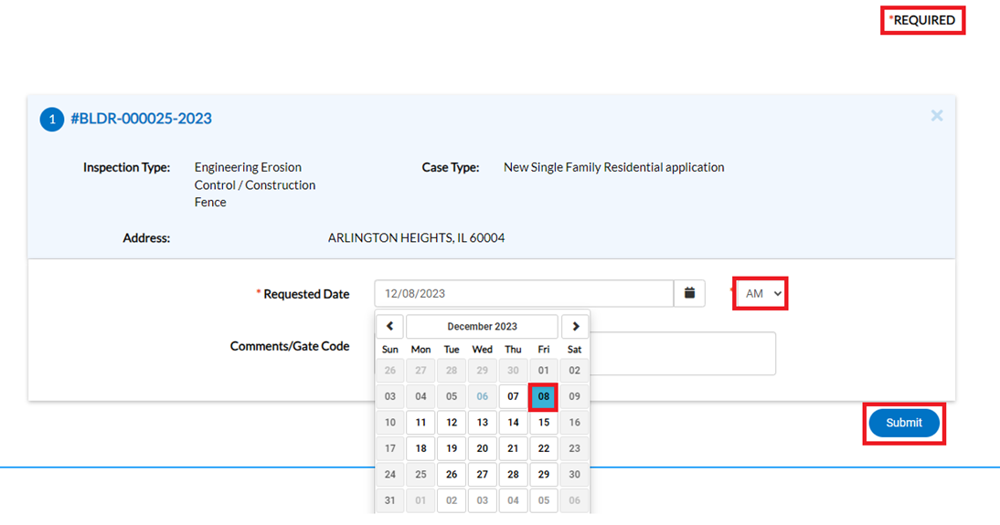 *REQUIRED
1 #BLDR-000025-2023
Inspection Type: Engineering Erosion Case Type: New Single Family Residential application
Control / Construction
Fence
Address: ARLINGTON HEIGHTS, IL 60004
* Requested Date 12/08/2023 * AM
December 2023
Comments/Gate Code
Sun Mon Tue Wed Thu Fri Sat
26 27 28 29 30 01 02
03 04 05 06 07 08 09
10 11 12 13 14 15 16
Submit
17 18 19 20 21 22 23
24 25 26 27 28 29 30
31 01 02 03 04 05 06